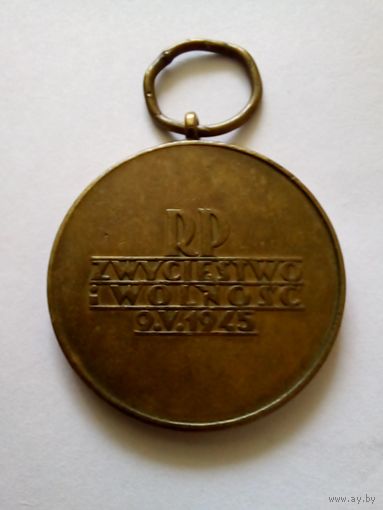 RP
ZWYCIĘSTWO
i WOLNOŚĆ
9.V.1945
www.ay.by